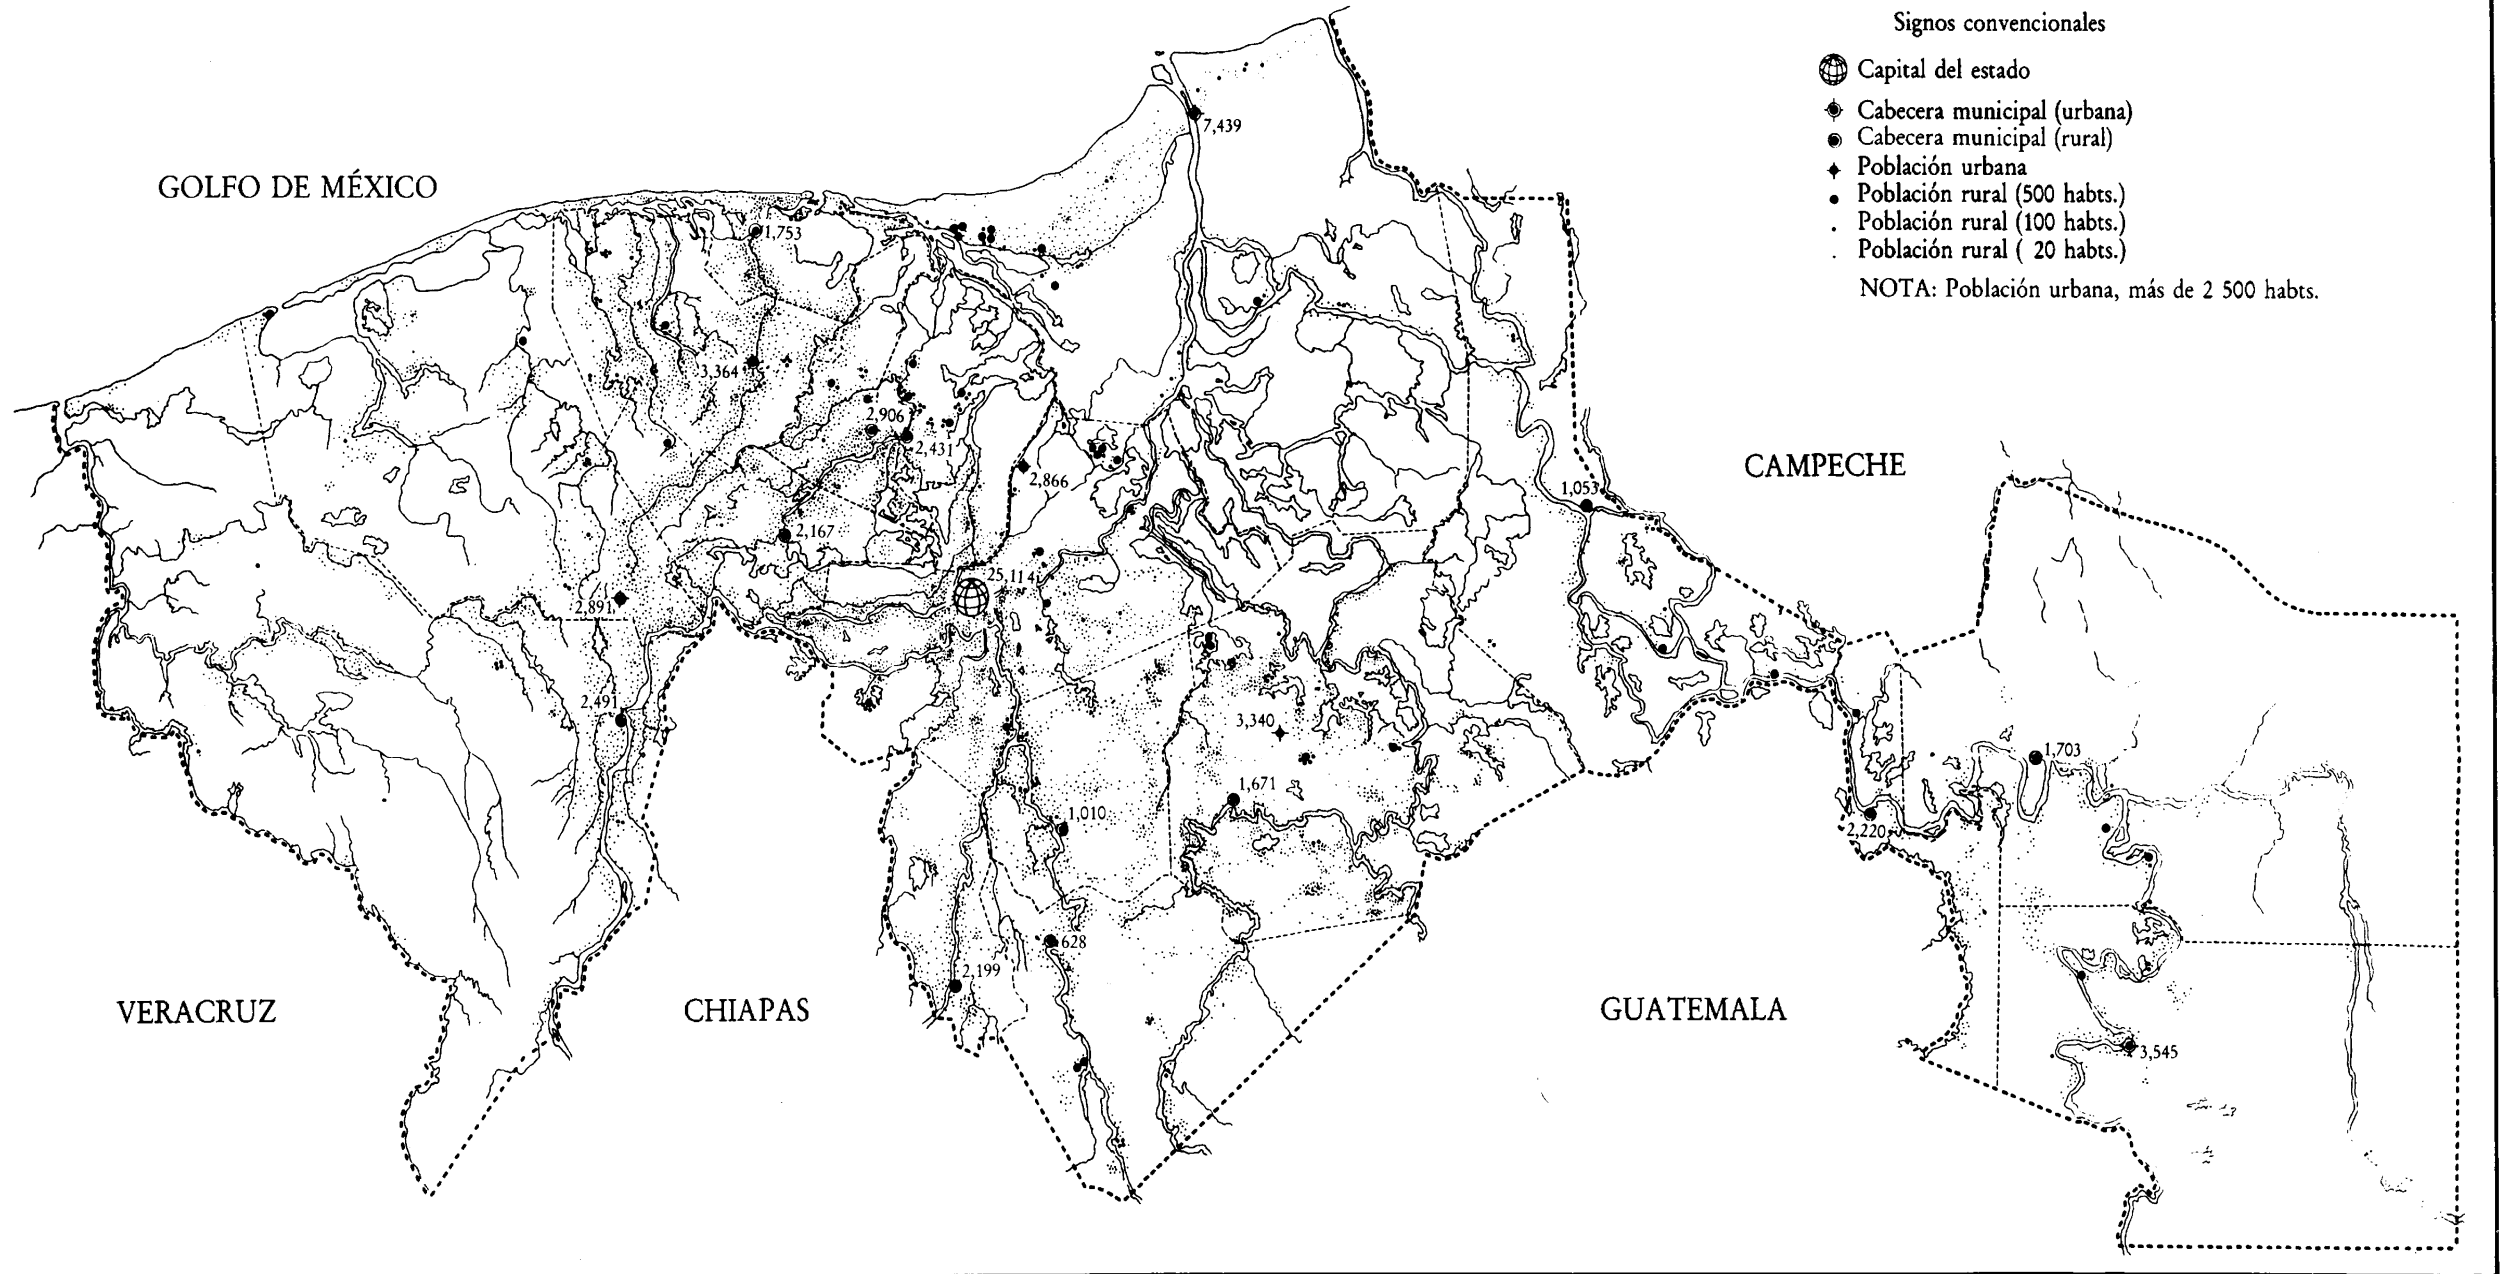 Signos convencionales
Capital del estado
Cabecera municipal (urbana)
Cabecera municipal (rural)
Población urbana
Población rural (500 habts.)
Población rural (100 habts.)
Población rural ( 20 habts.)
NOTA: Población urbana, más de 2 500 habts.
7,439
GOLFO DE MÉXICO
1,753
3,364
2,906
2,431
CAMPECHE
2,866
1,053
2,167
25,114
2,891
2,491
3,340
1,703
1,671
1,010
2,220
628
2,199
VERACRUZ
CHIAPAS
GUATEMALA
3,545